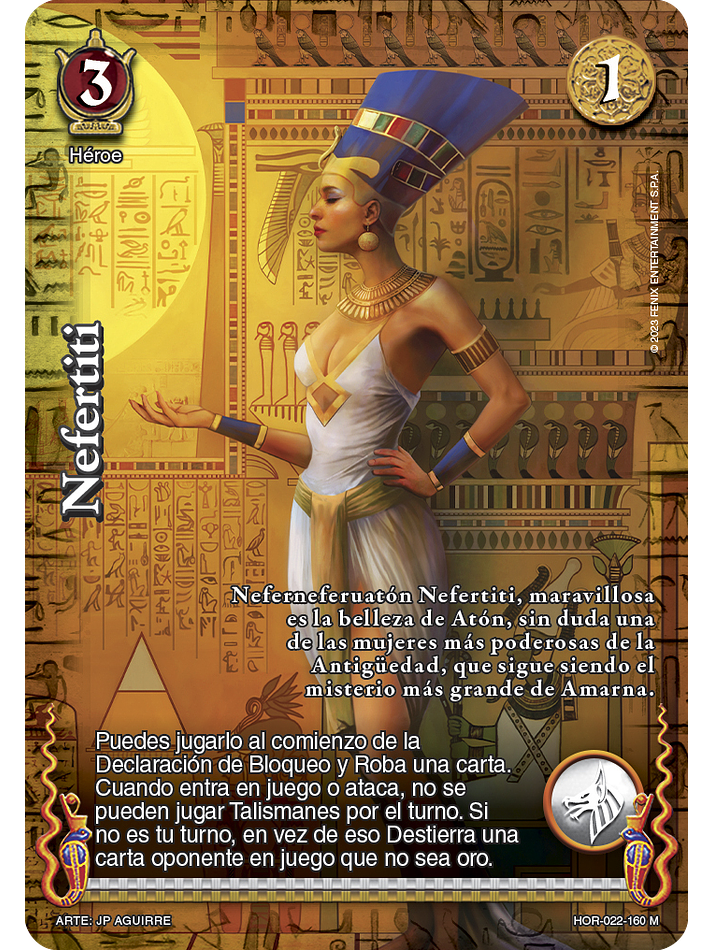 3
1
Héroe
© 2023 FENIX ENTERTAINMENT S.P.A.
Nefertiti
Neferneferuatón Nefertiti, maravillosa
es la belleza de Atón, sin duda una
de las mujeres más poderosas de la
Antigüedad, que sigue siendo el
misterio más grande de Amarna.
Puedes jugarlo al comienzo de la
Declaración de Bloqueo y Roba una carta.
Cuando entra en juego o ataca, no se
pueden jugar Talismanes por el turno. Si
no es tu turno, en vez de eso Destierra una
carta oponente en juego que no sea oro.
ARTE: JP AGUIRRE
HOR-022-160 M